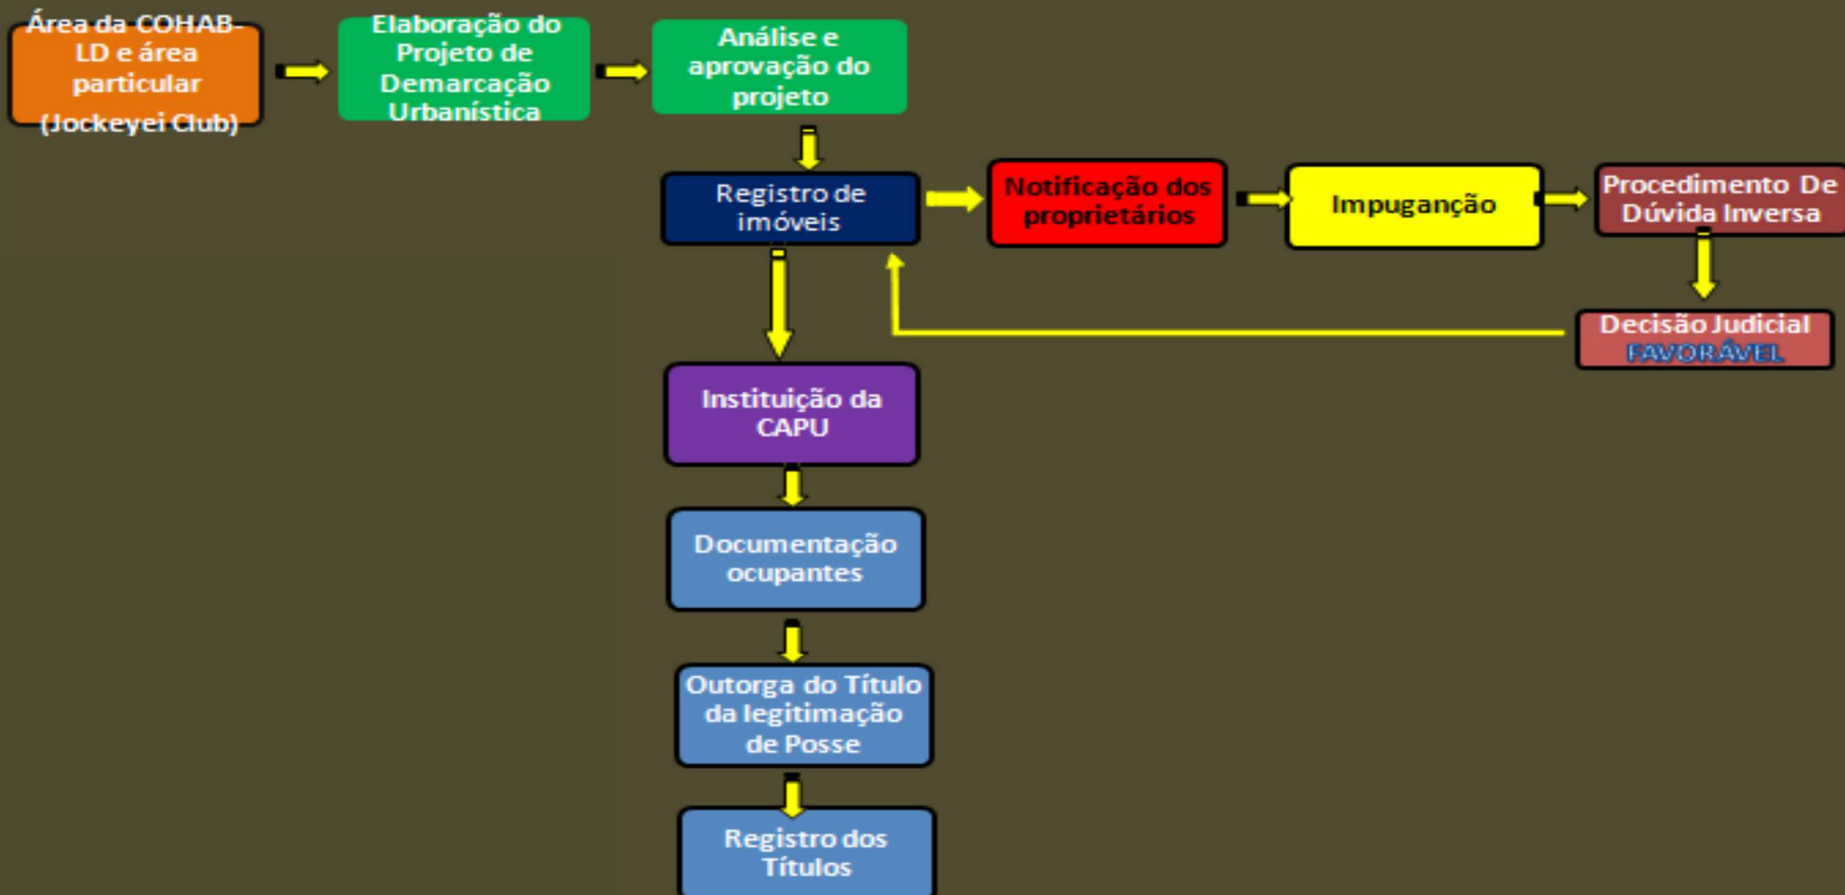 Área da COHAB-
LD e área
particular
(Jockeyei Club)
Elaboração do
Projeto de
Demarcação
Urbanística
Análise e
aprovação do
projeto
Registro de
imóveis
Notificação dos
proprietários
Impuganção
Procedimento De
Dúvida Inversa
Decisão Judicial
FAVORÁVEL
Instituição da
CAPU
Documentação
ocupantes
Outorga do Título
da legitimação
de Posse
Registro dos
Títulos